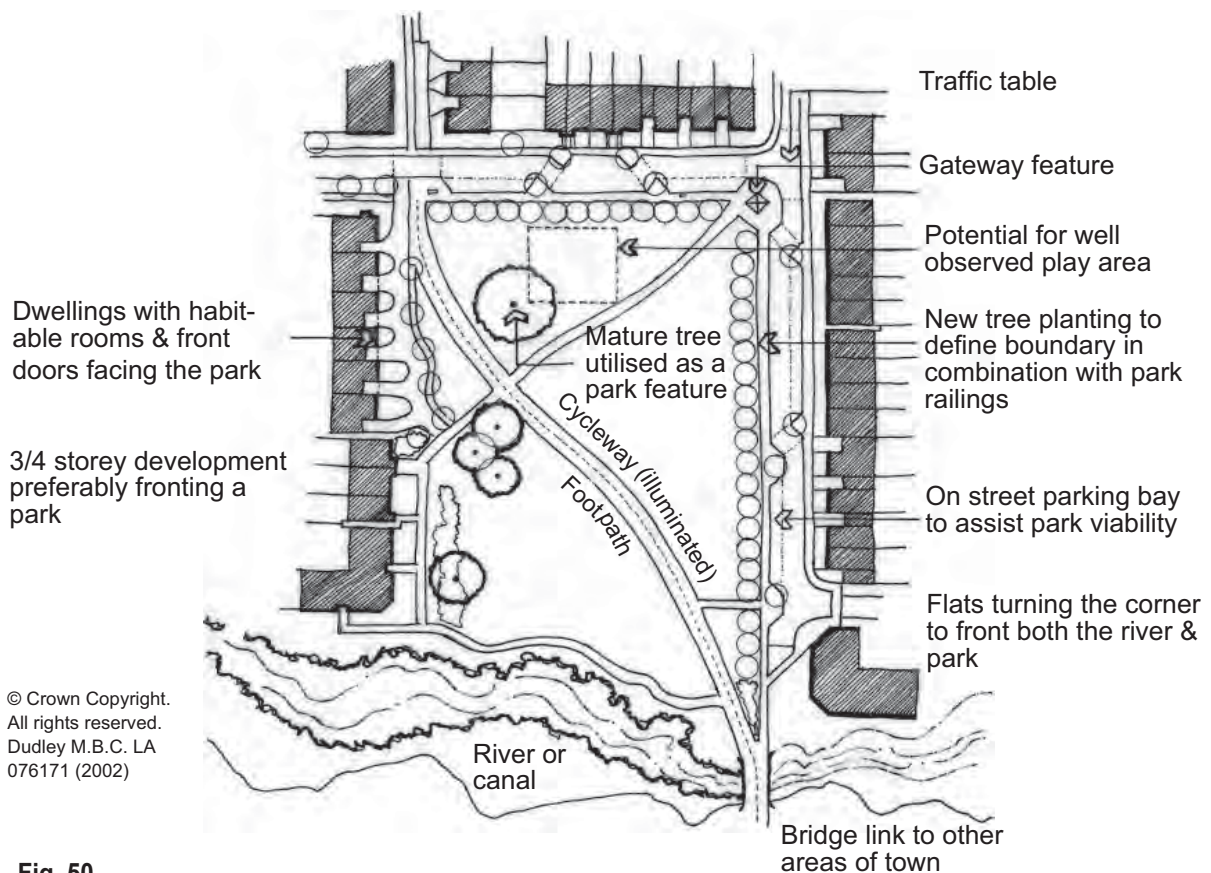 Traffic table
Gateway feature
Potential for well
observed play area
New tree planting to
define boundary in
combination with park
railings
On street parking bay
to assist park viability
Flats turning the corner
to front both the river &
park
Dwellings with habit-
able rooms & front
doors facing the park
3/4 storey development
preferably fronting a
park
Mature tree
utilised as a
park feature
Cycleway (illuminated)
Footpath
River or
canal
Bridge link to other
areas of town
© Crown Copyright.
All rights reserved.
Dudley M.B.C. LA
076171 (2002)
Fig. 50